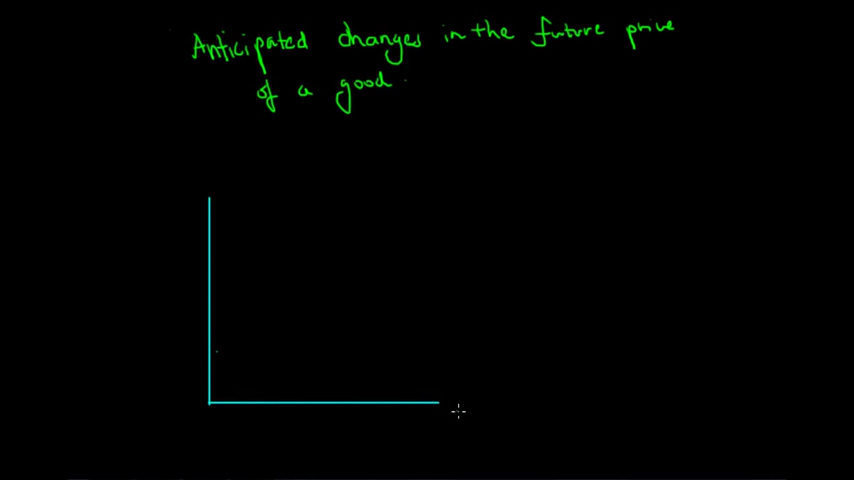 Anticipated changes in the future price
of a good